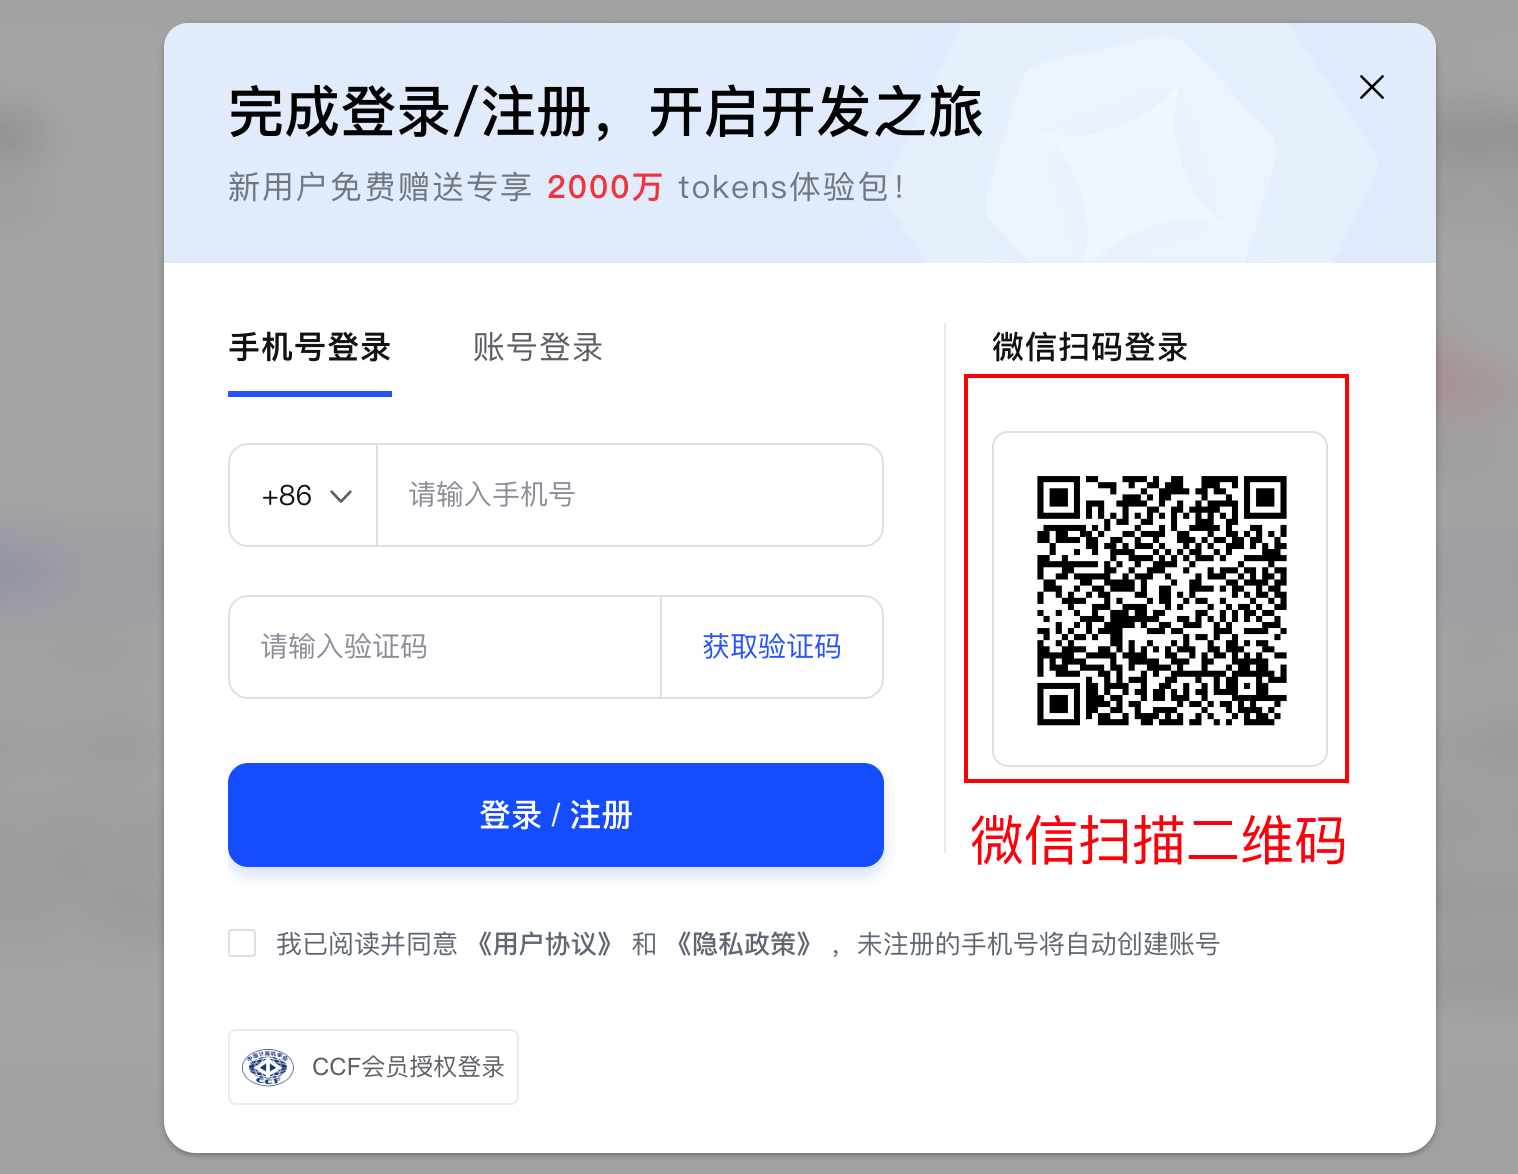 完成登录/注册，开启开发之旅
新用户免费赠送专享 2000万 tokens体验包！
手机号登录
账号登录
+86
请输入手机号
请输入验证码
获取验证码
登录 / 注册
微信扫码登录
微信扫描二维码
我已阅读并同意 《用户协议》 和 《隐私政策》 ，未注册的手机号将自动创建账号
CCF
CCF会员授权登录